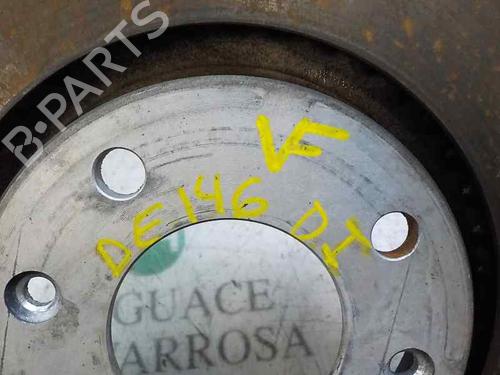 B-PARTS
VF
DE146 DI
GUACE
ARROSA